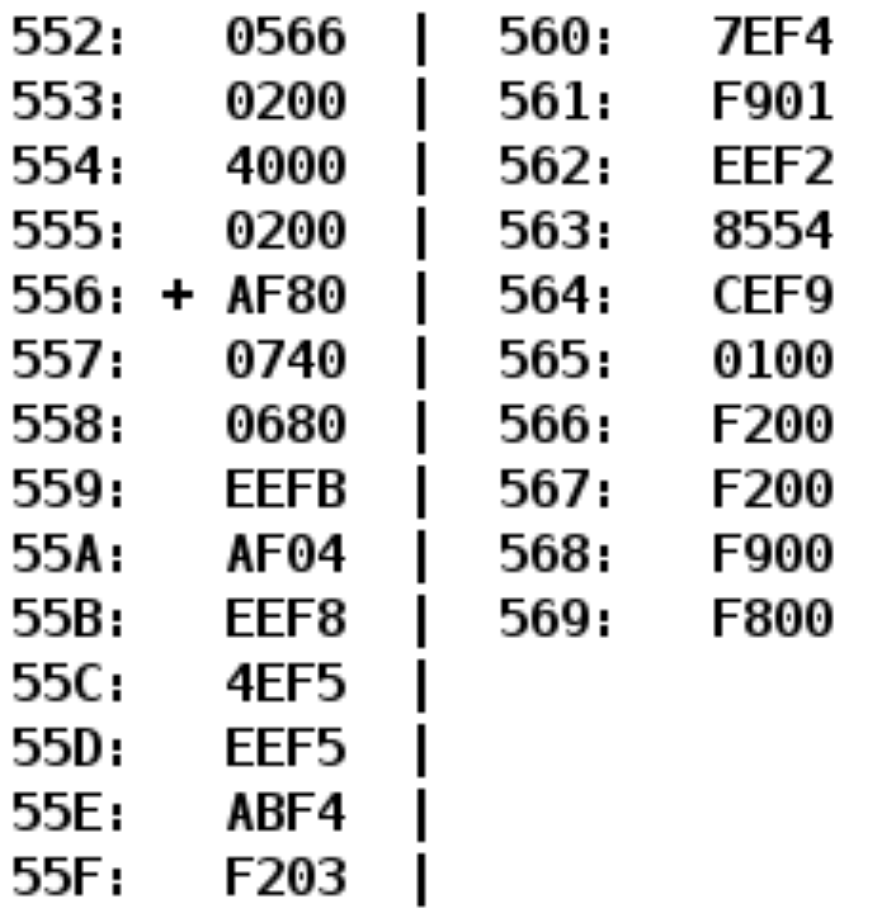 552:   0566  |  560:   7EF4
553:   0200  |  561:   F901
554:   4000  |  562:   EEF2
555:   0200  |  563:   8554
556: + AF80  |  564:   CEF9
557:   0740  |  565:   0100
558:   0680  |  566:   F200
559:   EEFB  |  567:   F200
55A:   AF04  |  568:   F900
55B:   EEF8  |  569:   F800
55C:   4EF5  |
55D:   EEF5  |
55E:   ABF4  |
55F:   F203  |